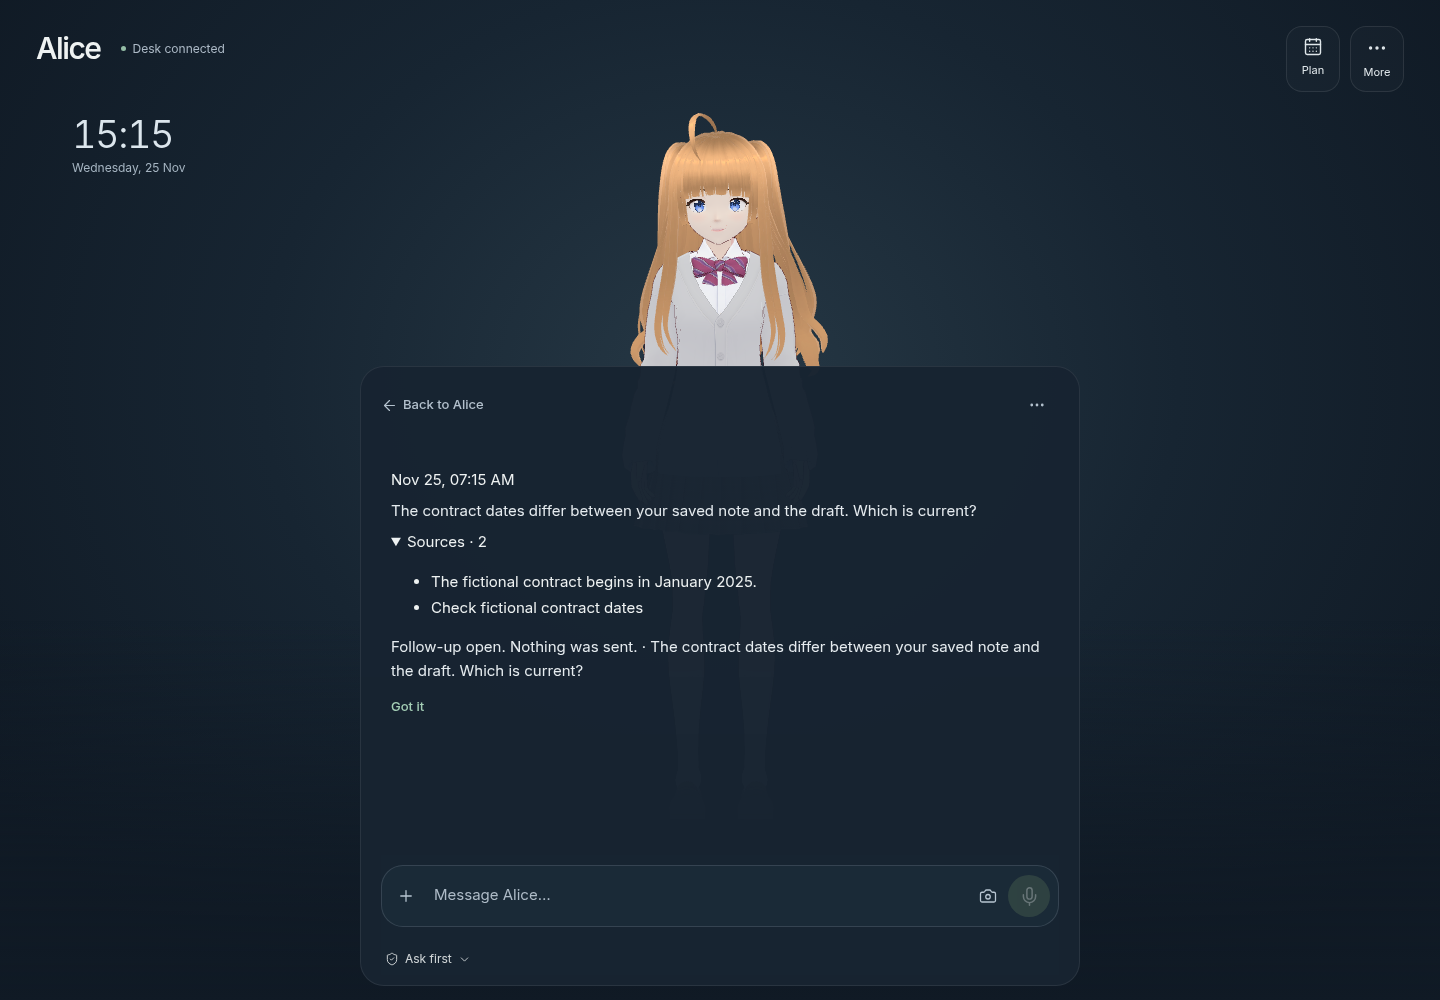 Alice
Desk connected
Plan
More
15:15
Wednesday, 25 Nov
Back to Alice
Nov 25, 07:15 AM
The contract dates differ between your saved note and the draft. Which is current?
Sources · 2
The fictional contract begins in January 2025.
Check fictional contract dates
Follow-up open. Nothing was sent. · The contract dates differ between your saved note and
the draft. Which is current?
Got it
Message Alice...
Ask first